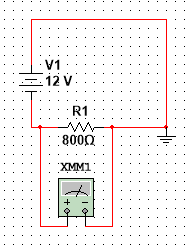 V1
12 V
R1
800Ω
XMM1
+ -